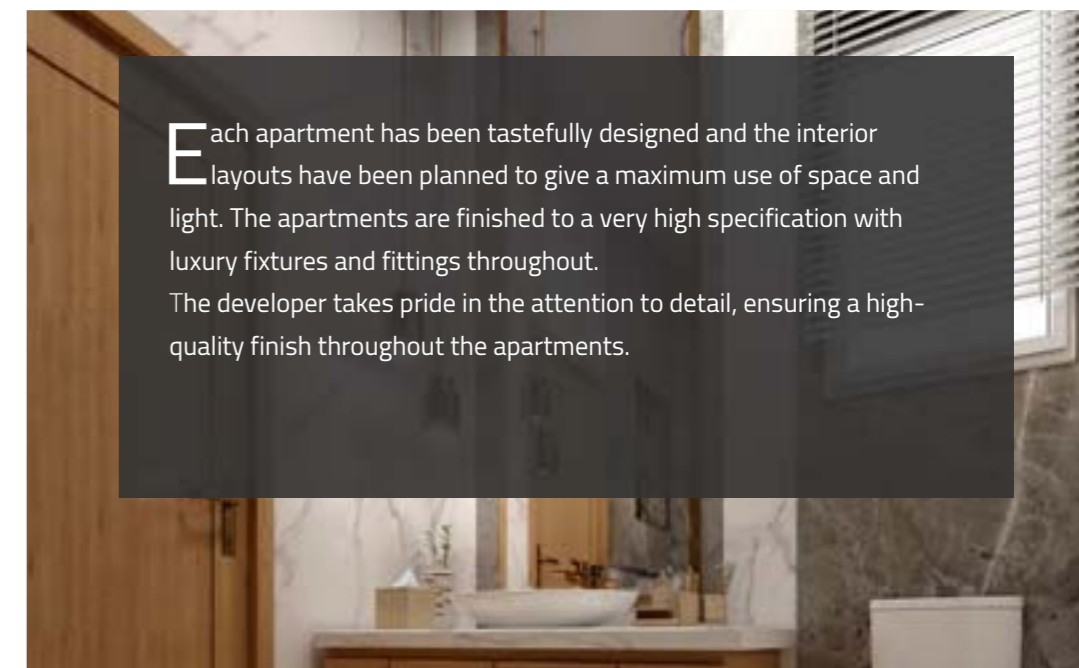 Each apartment has been tastefully designed and the interior
layouts have been planned to give a maximum use of space and
light. The apartments are finished to a very high specification with
luxury fixtures and fittings throughout.
The developer takes pride in the attention to detail, ensuring a high-
quality finish throughout the apartments.